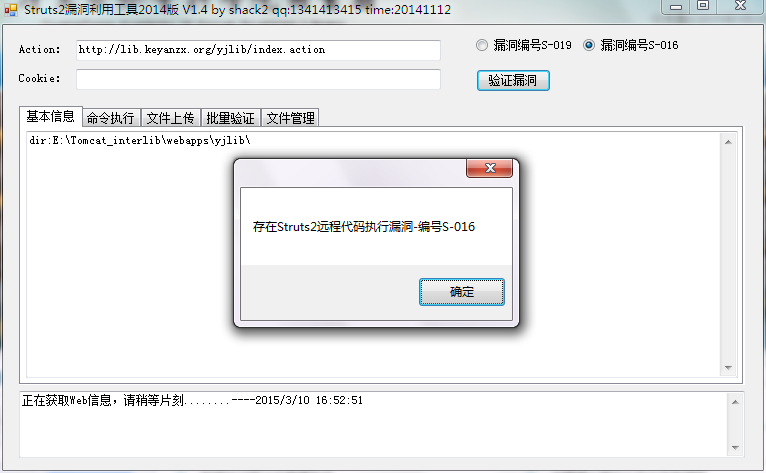 Struts2漏洞利用工具2014版 V1.4 by shack2 qq:1341413415 time:20141112
Action: http://lib.keyanzx.org/yjlib/index.action 漏洞编号S-019 漏洞编号S-016
Cookie: 验证漏洞
基本信息 命令执行 文件上传 批量验证 文件管理
dir:E:\Tomcat_interlib\webapps\yjlib\
存在Struts2远程代码执行漏洞-编号S-016
确定
正在获取Web信息，请稍等片刻........----2015/3/10 16:52:51